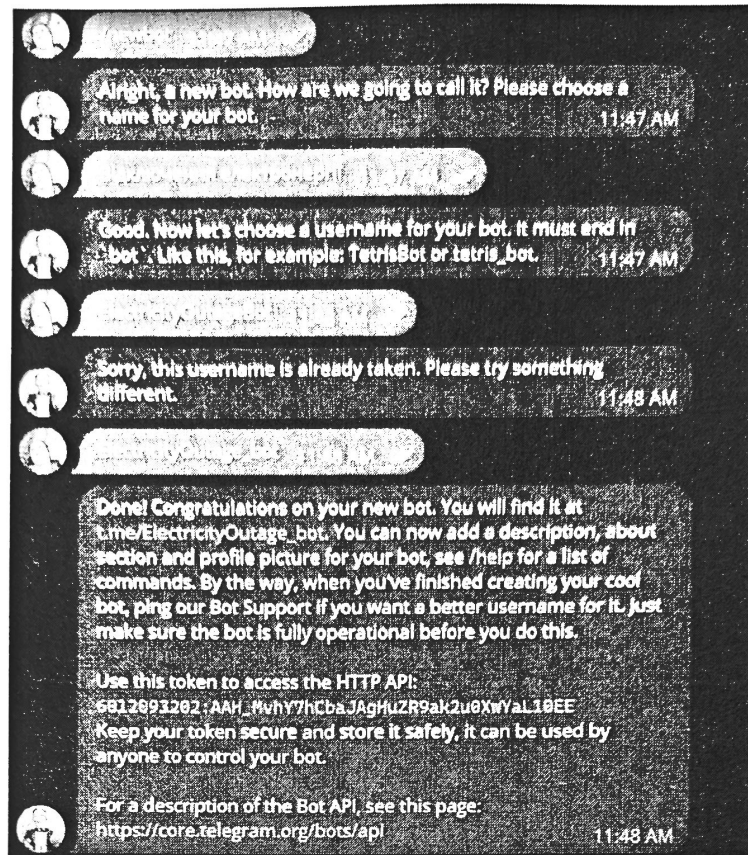 Alright, a new bot. How are we going to call it? Please choose a
name for your bot.
11:47 AM
Good. Now let's choose a username for your bot. It must end in
`bot`. Like this, for example: TetrisBot or tetris_bot.
11:47 AM
Sorry, this username is already taken. Please try something
different.
11:48 AM
Done! Congratulations on your new bot. You will find it at
t.me/ElectricityOutage_bot. You can now add a description, about
section and profile picture for your bot, see /help for a list of
commands. By the way, when you've finished creating your cool
bot, ping our Bot Support if you want a better username for it. Just
make sure the bot is fully operational before you do this.
Use this token to access the HTTP API:
Keep your token secure and store it safely, it can be used by
anyone to control your bot.
For a description of the Bot API, see this page:
https://core.telegram.org/bots/api
11:48 AM